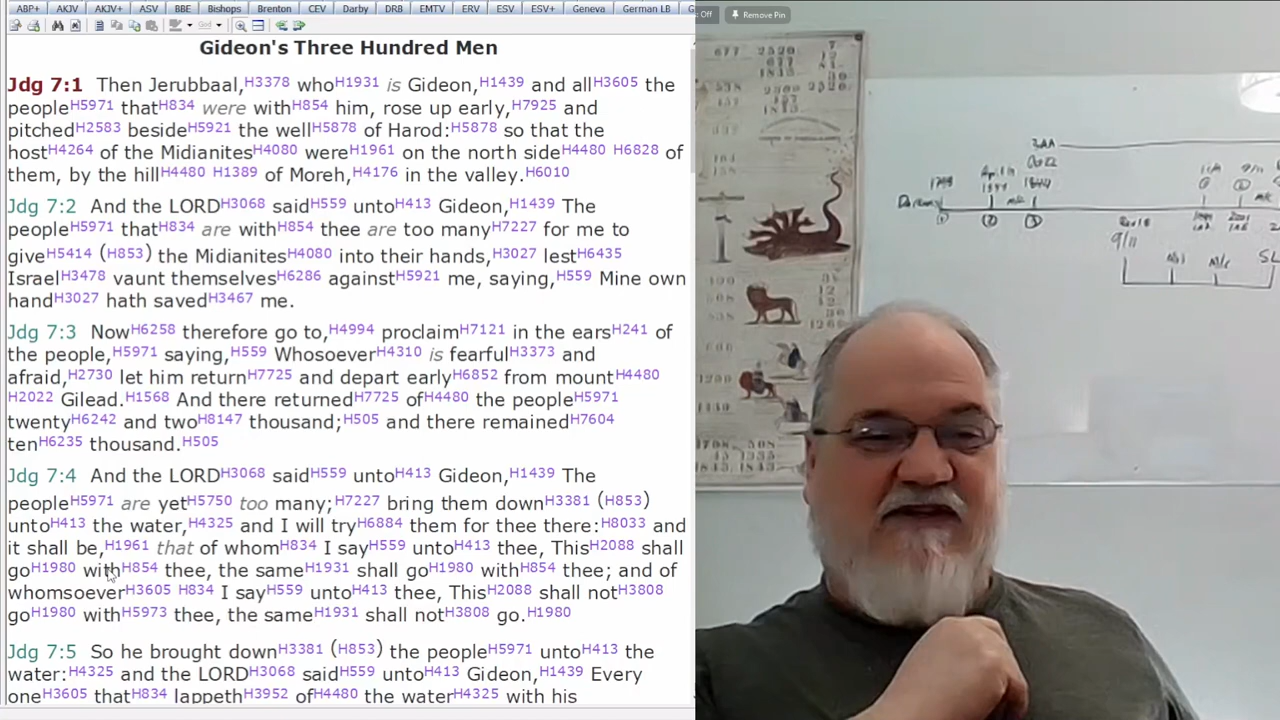 ABP+ AKJV AKJV+ ASV BBE Bishops Brenton CEV Darby DRB EMTV ERV ESV ESV+ Geneva German LB G
: Off Remove Pin
Gideon's Three Hundred Men
Jdg 7:1 Then Jerubbaal,H3378 whoH1931 is Gideon,H1439 and allH3605 the
peopleH5971 thatH834 were withH854 him, rose up early,H7925 and
pitchedH2583 besideH5921 the wellH5878 of Harod:H5878 so that the
hostH4264 of the MidianitesH4080 wereH1961 on the north sideH4480 H6828 of
them, by the hillH4480 H1389 of Moreh,H4176 in the valley.H6010
Jdg 7:2 And the LORDH3068 saidH559 untoH413 Gideon,H1439 The
peopleH5971 thatH834 are withH854 thee are too manyH7227 for me to
giveH5414 (H853) the MidianitesH4080 into their hands,H3027 lestH6435
IsraelH3478 vaunt themselvesH6286 againstH5921 me, saying,H559 Mine own
handH3027 hath savedH3467 me.
Jdg 7:3 NowH6258 therefore go to,H4994 proclaimH7121 in the earsH241 of
the people,H5971 saying,H559 WhosoeverH4310 is fearfulH3373 and
afraid,H2730 let him returnH7725 and depart earlyH6852 from mountH4480
H2022 Gilead.H1568 And there returnedH7725 ofH4480 the peopleH5971
twentyH6242 and twoH8147 thousand;H505 and there remainedH7604
tenH6235 thousand.H505
Jdg 7:4 And the LORDH3068 saidH559 untoH413 Gideon,H1439 The
peopleH5971 are yetH5750 too many;H7227 bring them downH3381 (H853)
untoH413 the water,H4325 and I will tryH6884 them for thee there:H8033 and
it shall be,H1961 that of whomH834 I sayH559 untoH413 thee, ThisH2088 shall
goH1980 withH854 thee, the sameH1931 shall goH1980 withH854 thee; and of
whomsoeverH3605 H834 I sayH559 untoH413 thee, ThisH2088 shall notH3808
goH1980 withH5973 thee, the sameH1931 shall notH3808 go.H1980
Jdg 7:5 So he brought downH3381 (H853) the peopleH5971 untoH413 the
water:H4325 and the LORDH3068 saidH559 untoH413 Gideon,H1439 Every
oneH3605 thatH834 lappethH3952 ofH4480 the waterH4325 with his
677 2520
1843
508
457
1260
1798
9/11
9/11
SL